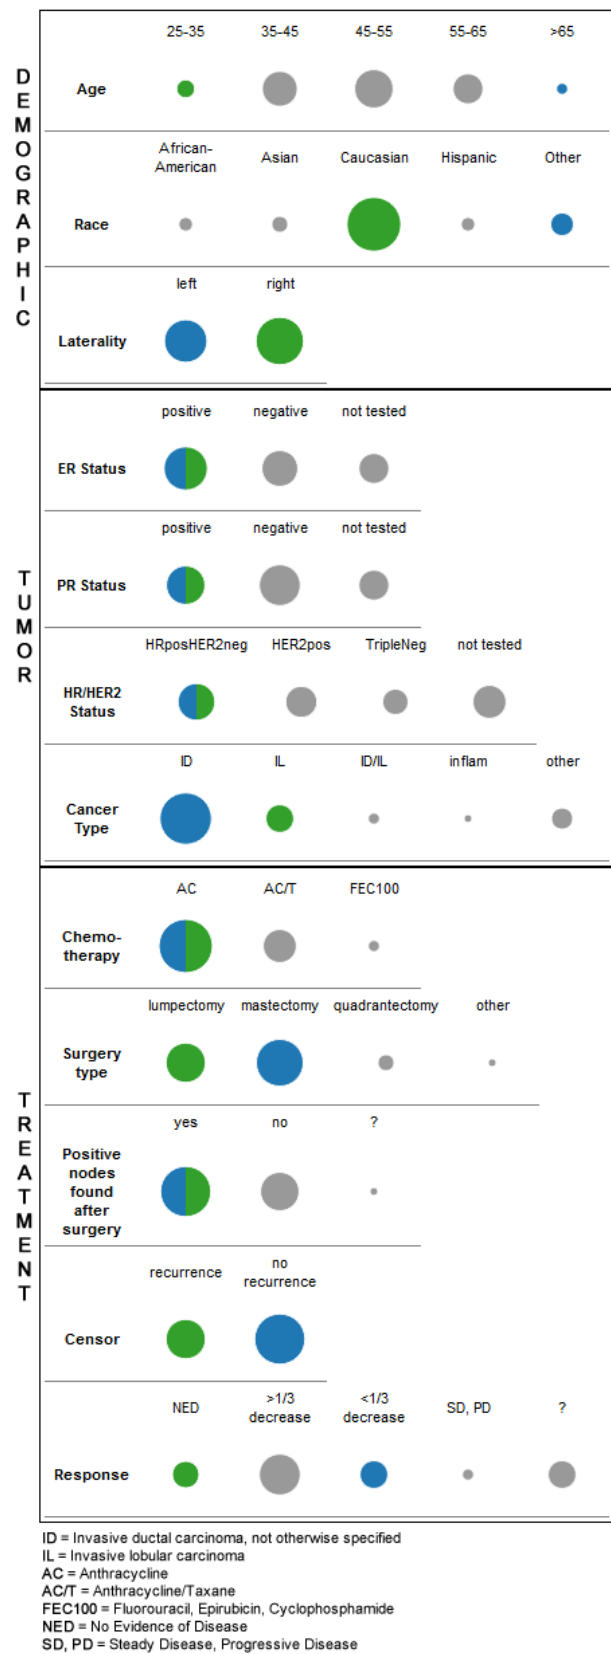 DEMOGRAPHIC
25-35 35-45 45-55 55-65 >65
Age
African-
American Asian Caucasian Hispanic Other
Race
left right
Laterality
TUMOR
positive negative not tested
ER Status
positive negative not tested
PR Status
HRposHER2neg HER2pos TripleNeg not tested
HR/HER2
Status
ID IL ID/IL inflam other
Cancer
Type
TREATMENT
AC AC/T FEC100
Chemo-
therapy
lumpectomy mastectomy quadrantectomy other
Surgery
type
yes no ?
Positive
nodes
found
after
surgery
recurrence no
recurrence
Censor
NED >1/3
decrease <1/3
decrease SD, PD ?
Response
ID = Invasive ductal carcinoma, not otherwise specified
IL = Invasive lobular carcinoma
AC = Anthracycline
AC/T = Anthracycline/Taxane
FEC100 = Fluorouracil, Epirubicin, Cyclophosphamide
NED = No Evidence of Disease
SD, PD = Steady Disease, Progressive Disease